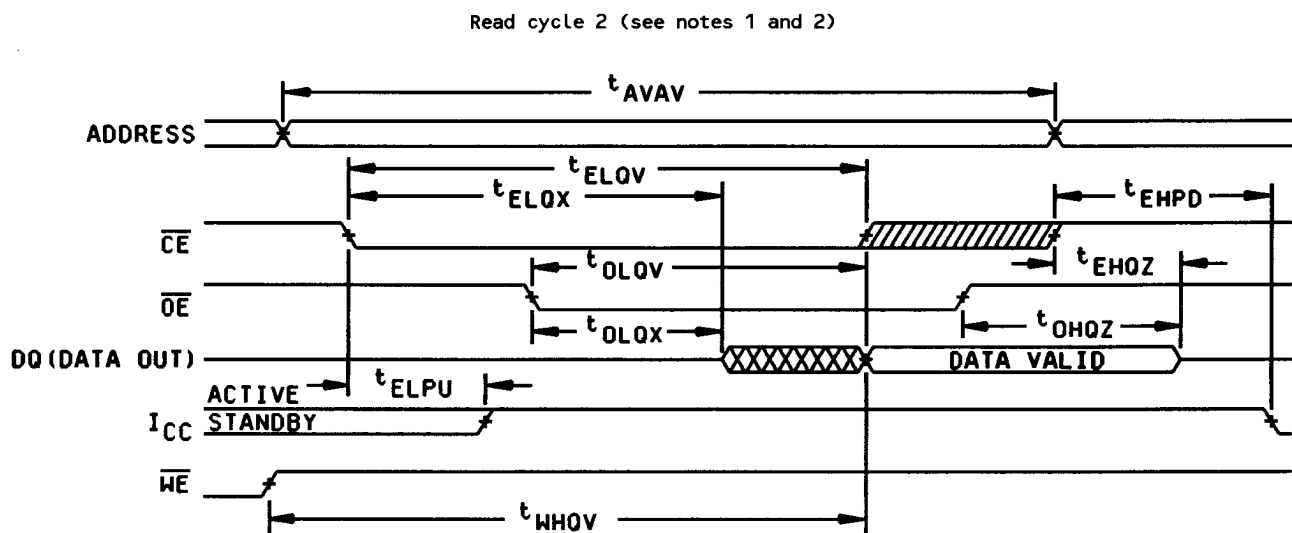 Read cycle 2 (see notes 1 and 2)
tAVAV
ADDRESS
tELQV
tELQX
tEHPD
CE
tOLQV
tEHQZ
OE
tOLQX
tOHQZ
DQ(DATA OUT)
DATA VALID
tELPU
ACTIVE
ICC STANDBY
WE
tWHQV